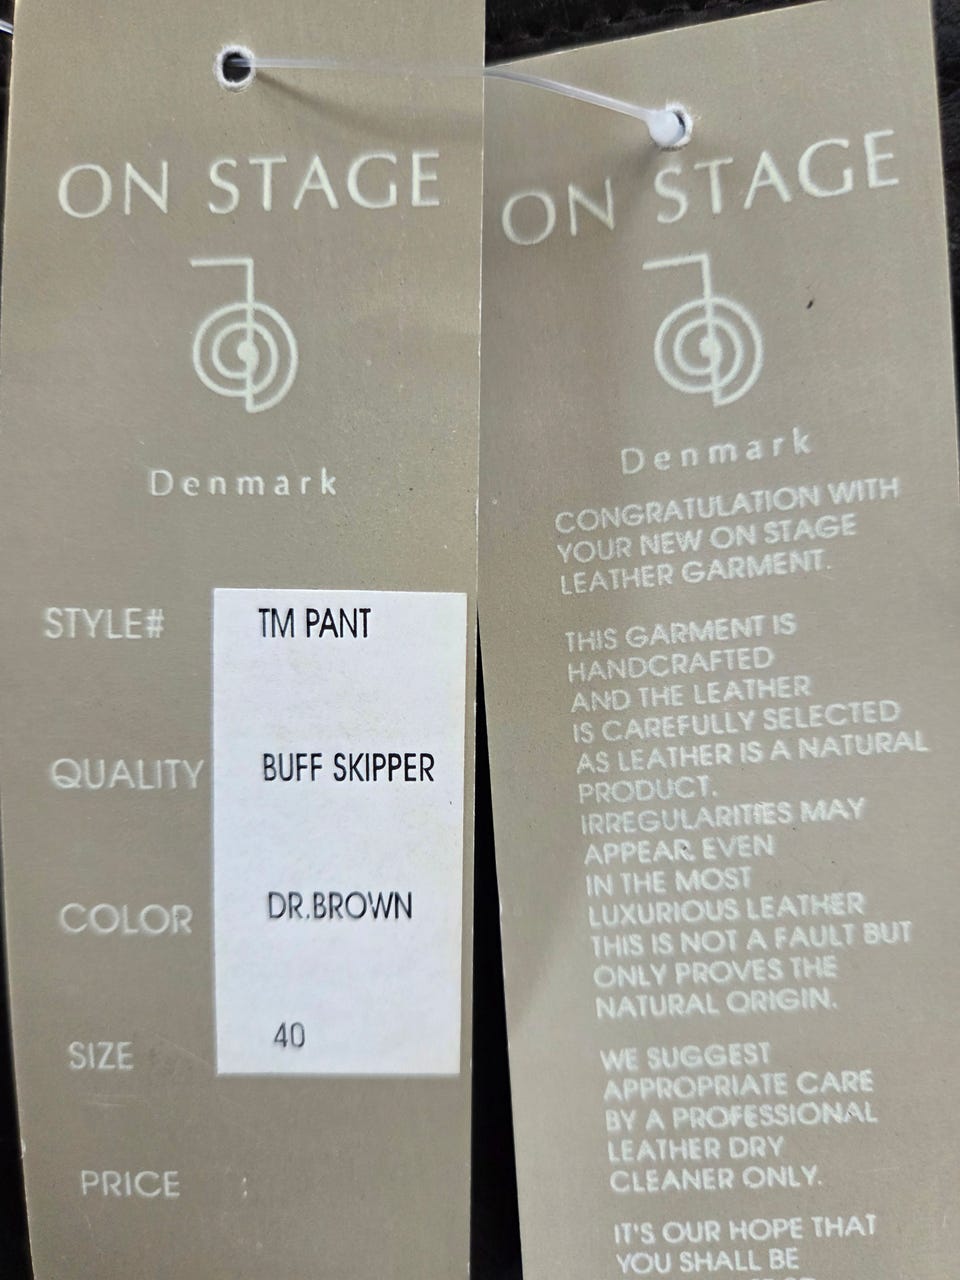 ON STAGE
Denmark
STYLE# TM PANT
QUALITY BUFF SKIPPER
COLOR DR.BROWN
SIZE 40
PRICE
ON STAGE
Denmark
CONGRATULATION WITH
YOUR NEW ON STAGE
LEATHER GARMENT.
THIS GARMENT IS
HANDCRAFTED
AND THE LEATHER
IS CAREFULLY SELECTED
AS LEATHER IS A NATURAL
PRODUCT.
IRREGULARITIES MAY
APPEAR EVEN
IN THE MOST
LUXURIOUS LEATHER
THIS IS NOT A FAULT BUT
ONLY PROVES THE
NATURAL ORIGIN.
WE SUGGEST
APPROPRIATE CARE
BY A PROFESSIONAL
LEATHER DRY
CLEANER ONLY.
IT'S OUR HOPE THAT
YOU SHALL BE